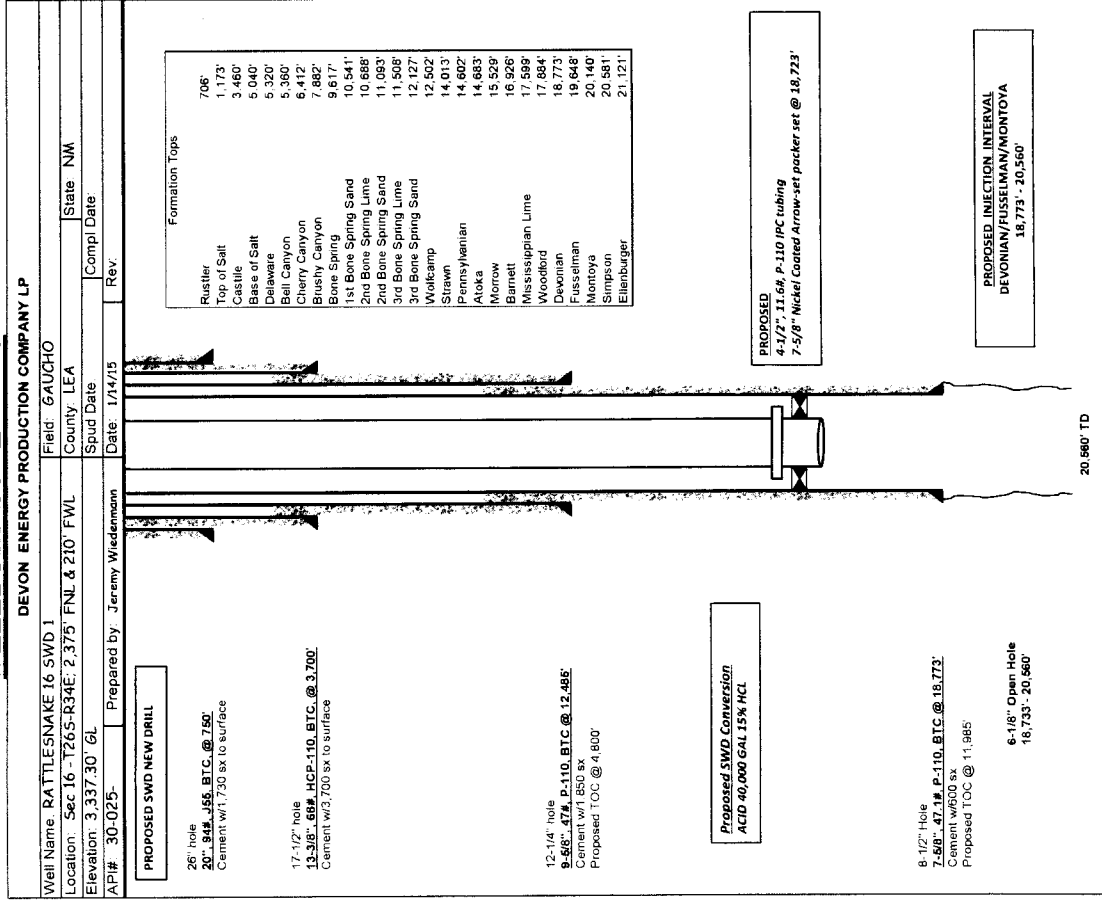 DEVON ENERGY PRODUCTION COMPANY LP
Well Name: RATTLESNAKE 16 SWD 1 Field: GAUCHO
Location: Sec 16 - T26S-R34E; 2,375' FNL & 210' FWL County: LEA State: NM
Elevation: 3,337.30' GL Spud Date: Compl Date:
API#: 30-025- Prepared by: Jeremy Wiedenmann Date: 1/14/15 Rev:
PROPOSED SWD NEW DRILL
26" hole
20", 94#, J55, BTC, @ 750'
Cement w/1,730 sx to surface
17-1/2" hole
13-3/8", 68#, HCP-110, BTC, @ 3,700'
Cement w/3,700 sx to surface
12-1/4" hole
9-5/8", 47#, P-110, BTC @ 12,486'
Cement w/1,850 sx
Proposed TOC @ 4,800'
Proposed SWD Conversion
ACID 40,000 GAL 15% HCL
8-1/2" Hole
7-5/8", 47.1#, P-110, BTC @ 18,773'
Cement w/600 sx
Proposed TOC @ 11,985'
6-1/8" Open Hole
18,733' - 20,560'
20,560' TD
Formation Tops
Rustler 706'
Top of Salt 1,173'
Castile 3,460'
Base of Salt 5,040'
Delaware 5,320'
Bell Canyon 5,360'
Cherry Canyon 6,412'
Brushy Canyon 7,882'
Bone Spring 9,617'
1st Bone Spring Sand 10,541'
2nd Bone Spring Lime 10,688'
2nd Bone Spring Sand 11,093'
3rd Bone Spring Lime 11,508'
3rd Bone Spring Sand 12,127'
Wolfcamp 12,502'
Strawn 14,013'
Pennsylvanian 14,602'
Atoka 14,683'
Morrow 15,529'
Barnett 16,926'
Mississippian Lime 17,599'
Woodford 17,884'
Devonian 18,773'
Fusselman 19,648'
Montoya 20,140'
Simpson 20,581'
Ellenburger 21,121'
PROPOSED
4-1/2", 11.6#, P-110 IPC tubing
7-5/8" Nickel Coated Arrow-set packer set @ 18,723'
PROPOSED INJECTION INTERVAL
DEVONIAN/FUSSELMAN/MONTOYA
18,773' - 20,560'